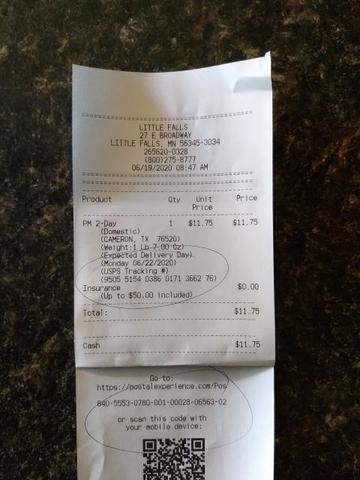 ========================================
LITTLE FALLS
27 E BROADWAY
LITTLE FALLS, MN 56345-3034
265620-0328
(800)275-8777
06/19/2020 08:47 AM
========================================
========================================
Product Qty Unit Price
Price
----------------------------------------
PM 2-Day 1 $11.75 $11.75
(Domestic)
(CAMERON, TX 76520)
(Weight:1 Lb 7.00 Oz)
(Expected Delivery Day)
(Monday 06/22/2020)
(USPS Tracking #)
(9505 5154 0386 0171 3662 76)
Insurance $0.00
(Up to $50.00 included)
----------------------------------------
Total: $11.75
----------------------------------------
Cash $11.75
----------------------------------------
Go to:
https://postalexperience.com/Pos
840-5553-0780-001-00028-06563-02
or scan this code with
your mobile device: